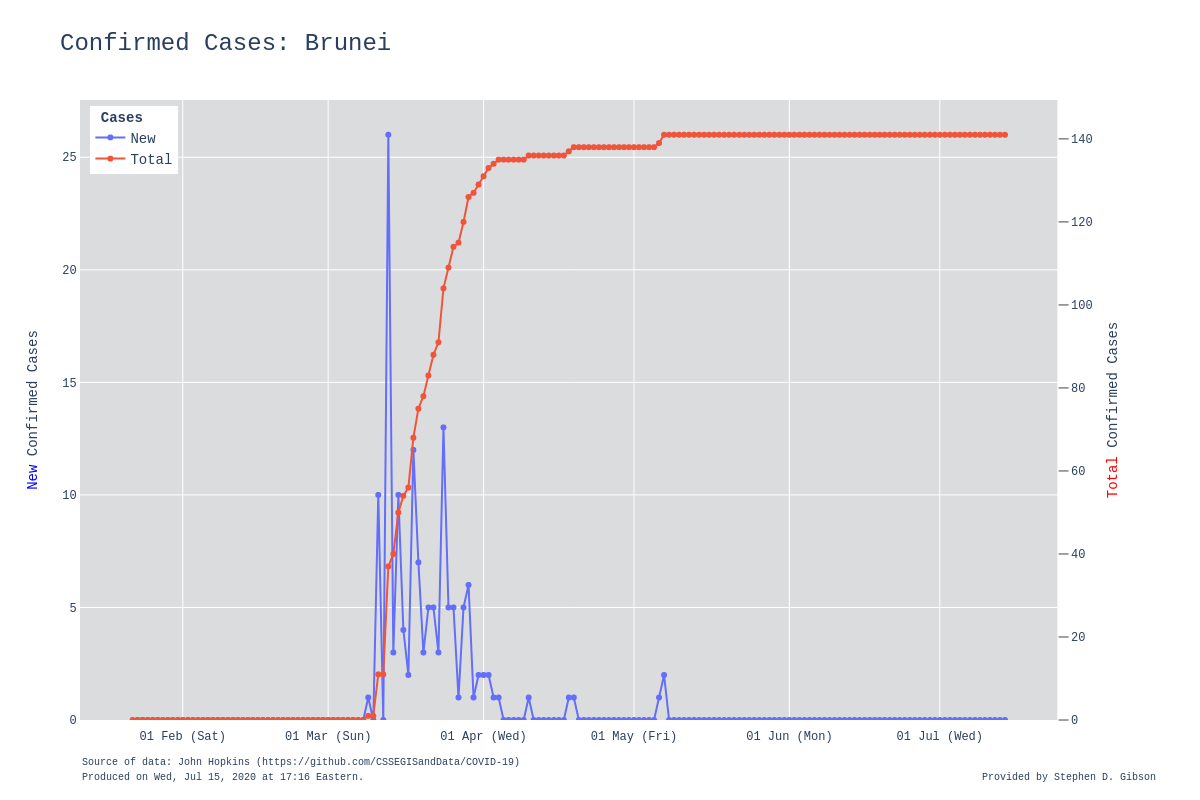 Confirmed Cases: Brunei
Cases
New
Total
25
20
15
10
5
0
140
120
100
80
60
40
20
0
New Confirmed Cases
Total Confirmed Cases
01 Feb (Sat)
01 Mar (Sun)
01 Apr (Wed)
01 May (Fri)
01 Jun (Mon)
01 Jul (Wed)
Source of data: John Hopkins (https://github.com/CSSEGISandData/COVID-19)
Produced on Wed, Jul 15, 2020 at 17:16 Eastern.
Provided by Stephen D. Gibson